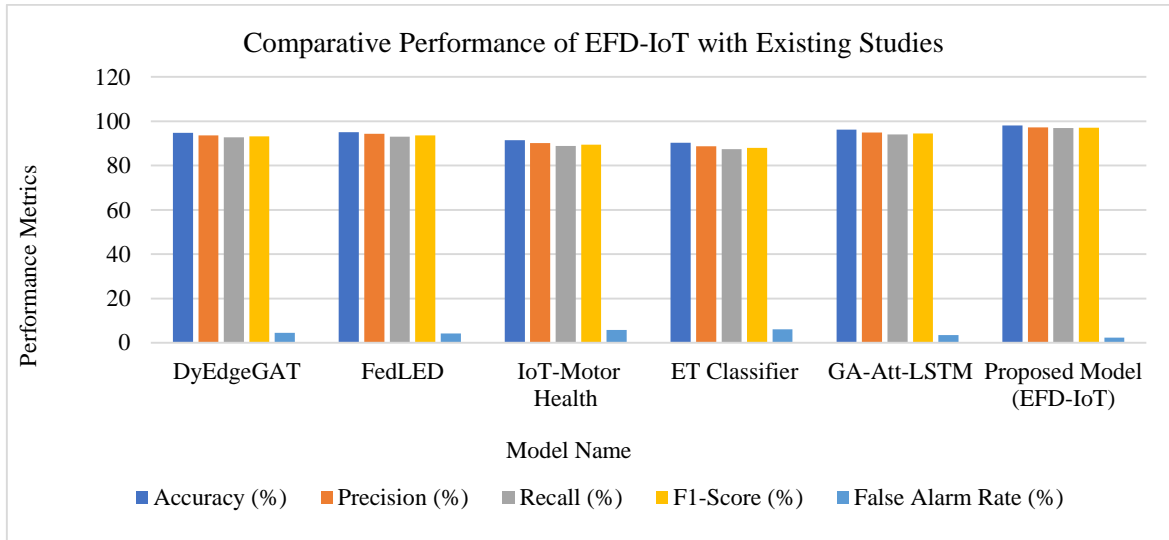 Comparative Performance of EFD-IoT with Existing Studies
Performance Metrics
120
100
80
60
40
20
0
DyEdgeGAT
FedLED
IoT-Motor
Health
ET Classifier
GA-Att-LSTM
Proposed Model
(EFD-IoT)
Model Name
Accuracy (%)
Precision (%)
Recall (%)
F1-Score (%)
False Alarm Rate (%)